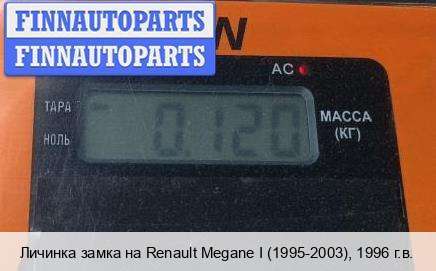 FINNAUTOPARTS
FINNAUTOPARTS
AC
ТАРА
НОЛЬ
0.120
МАССА
(КГ)
Личинка замка на Renault Megane I (1995-2003), 1996 г.в.